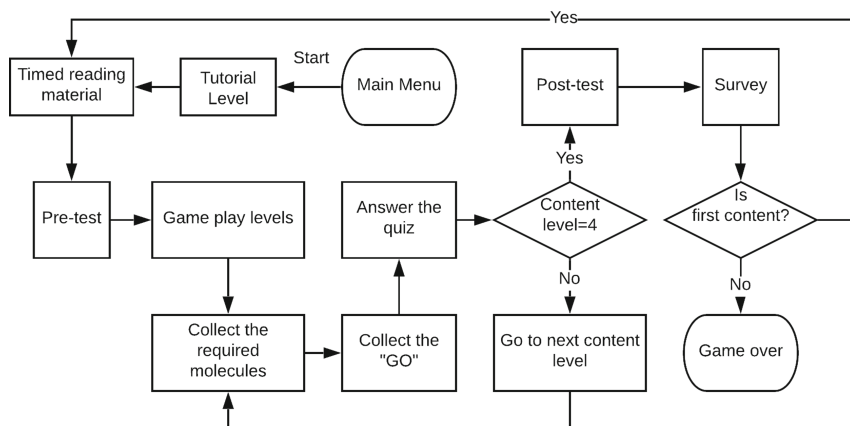 Yes
Start
Timed reading
material
Tutorial
Level
Main Menu
Post-test
Survey
Yes
Pre-test
Game play levels
Answer the
quiz
Content
level=4
Is
first content?
No
No
Collect the
required
molecules
Collect the
"GO"
Go to next content
level
Game over